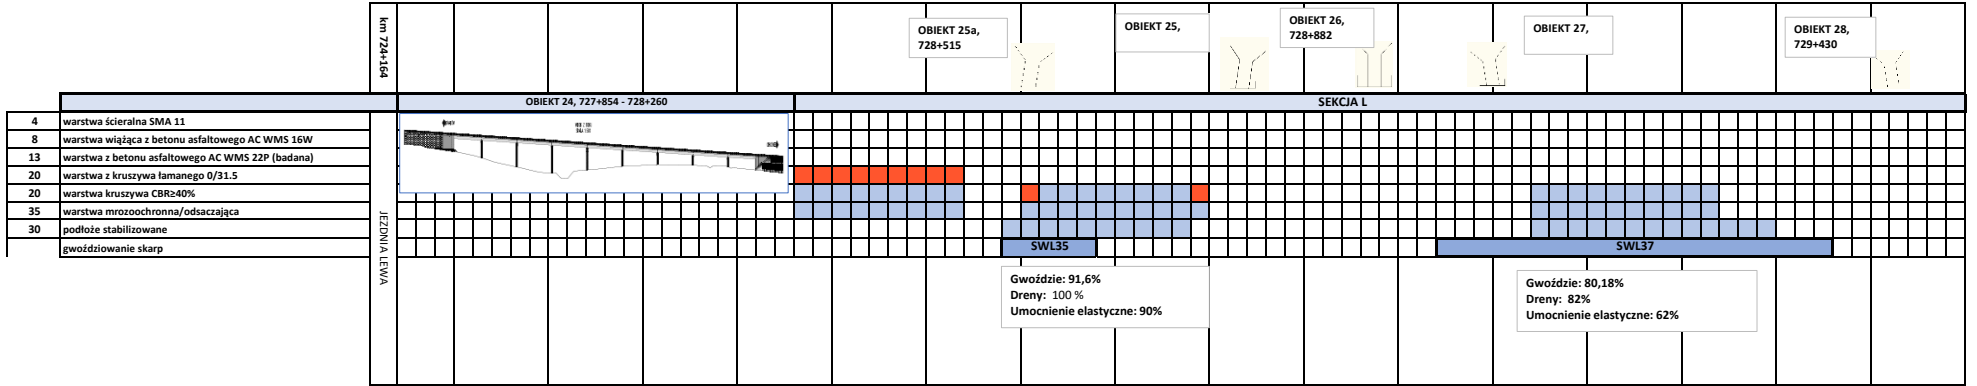 km 724+164
OBIEKT 25a,
728+515
OBIEKT 25,
OBIEKT 26,
728+882
OBIEKT 27,
OBIEKT 28,
729+430
OBIEKT 24, 727+854 - 728+260
SEKCJA L
4 warstwa ścieralna SMA 11
8 warstwa wiążąca z betonu asfaltowego AC WMS 16W
13 warstwa z betonu asfaltowego AC WMS 22P (badana)
20 warstwa z kruszywa łamanego 0/31.5
20 warstwa kruszywa CBR≥40%
35 warstwa mrozoochronna/odsaczająca
30 podłoże stabilizowane
gwoździowanie skarp
JEZDNIA LEWA
SWL35
SWL37
Gwoździe: 91,6%
Dreny: 100 %
Umocnienie elastyczne: 90%
Gwoździe: 80,18%
Dreny: 82%
Umocnienie elastyczne: 62%